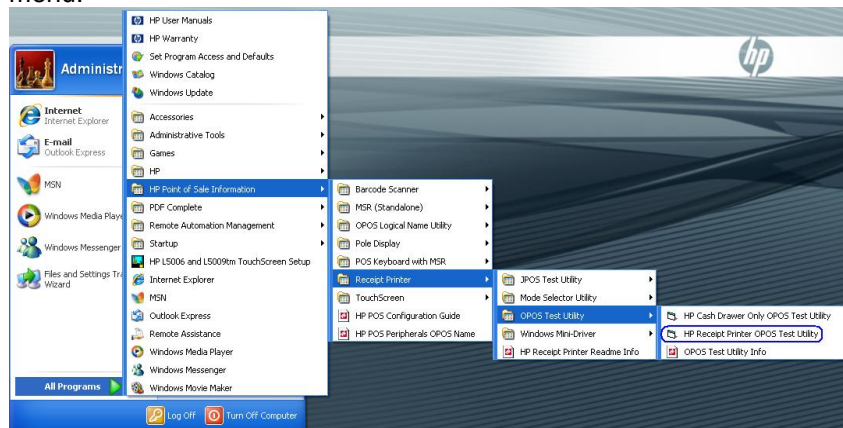 menu.
hp
Administr
Internet
Internet Explorer
E-mail
Outlook Express
MSN
Windows Media Playe
Windows Messenger
Files and Settings Tra
Wizard
All Programs
Log Off
Turn Off Computer
HP User Manuals
HP Warranty
Set Program Access and Defaults
Windows Catalog
Windows Update
Accessories
Administrative Tools
Games
HP
HP Point of Sale Information
PDF Complete
Remote Automation Management
Startup
HP L5006 and L5009tm TouchScreen Setup
Internet Explorer
MSN
Outlook Express
Remote Assistance
Windows Media Player
Windows Messenger
Windows Movie Maker
Barcode Scanner
MSR (Standalone)
OPOS Logical Name Utility
Pole Display
POS Keyboard with MSR
Receipt Printer
TouchScreen
HP POS Configuration Guide
HP POS Peripherals OPOS Name
JPOS Test Utility
Mode Selector Utility
OPOS Test Utility
Windows Mini-Driver
HP Receipt Printer Readme Info
HP Cash Drawer Only OPOS Test Utility
HP Receipt Printer OPOS Test Utility
OPOS Test Utility Info